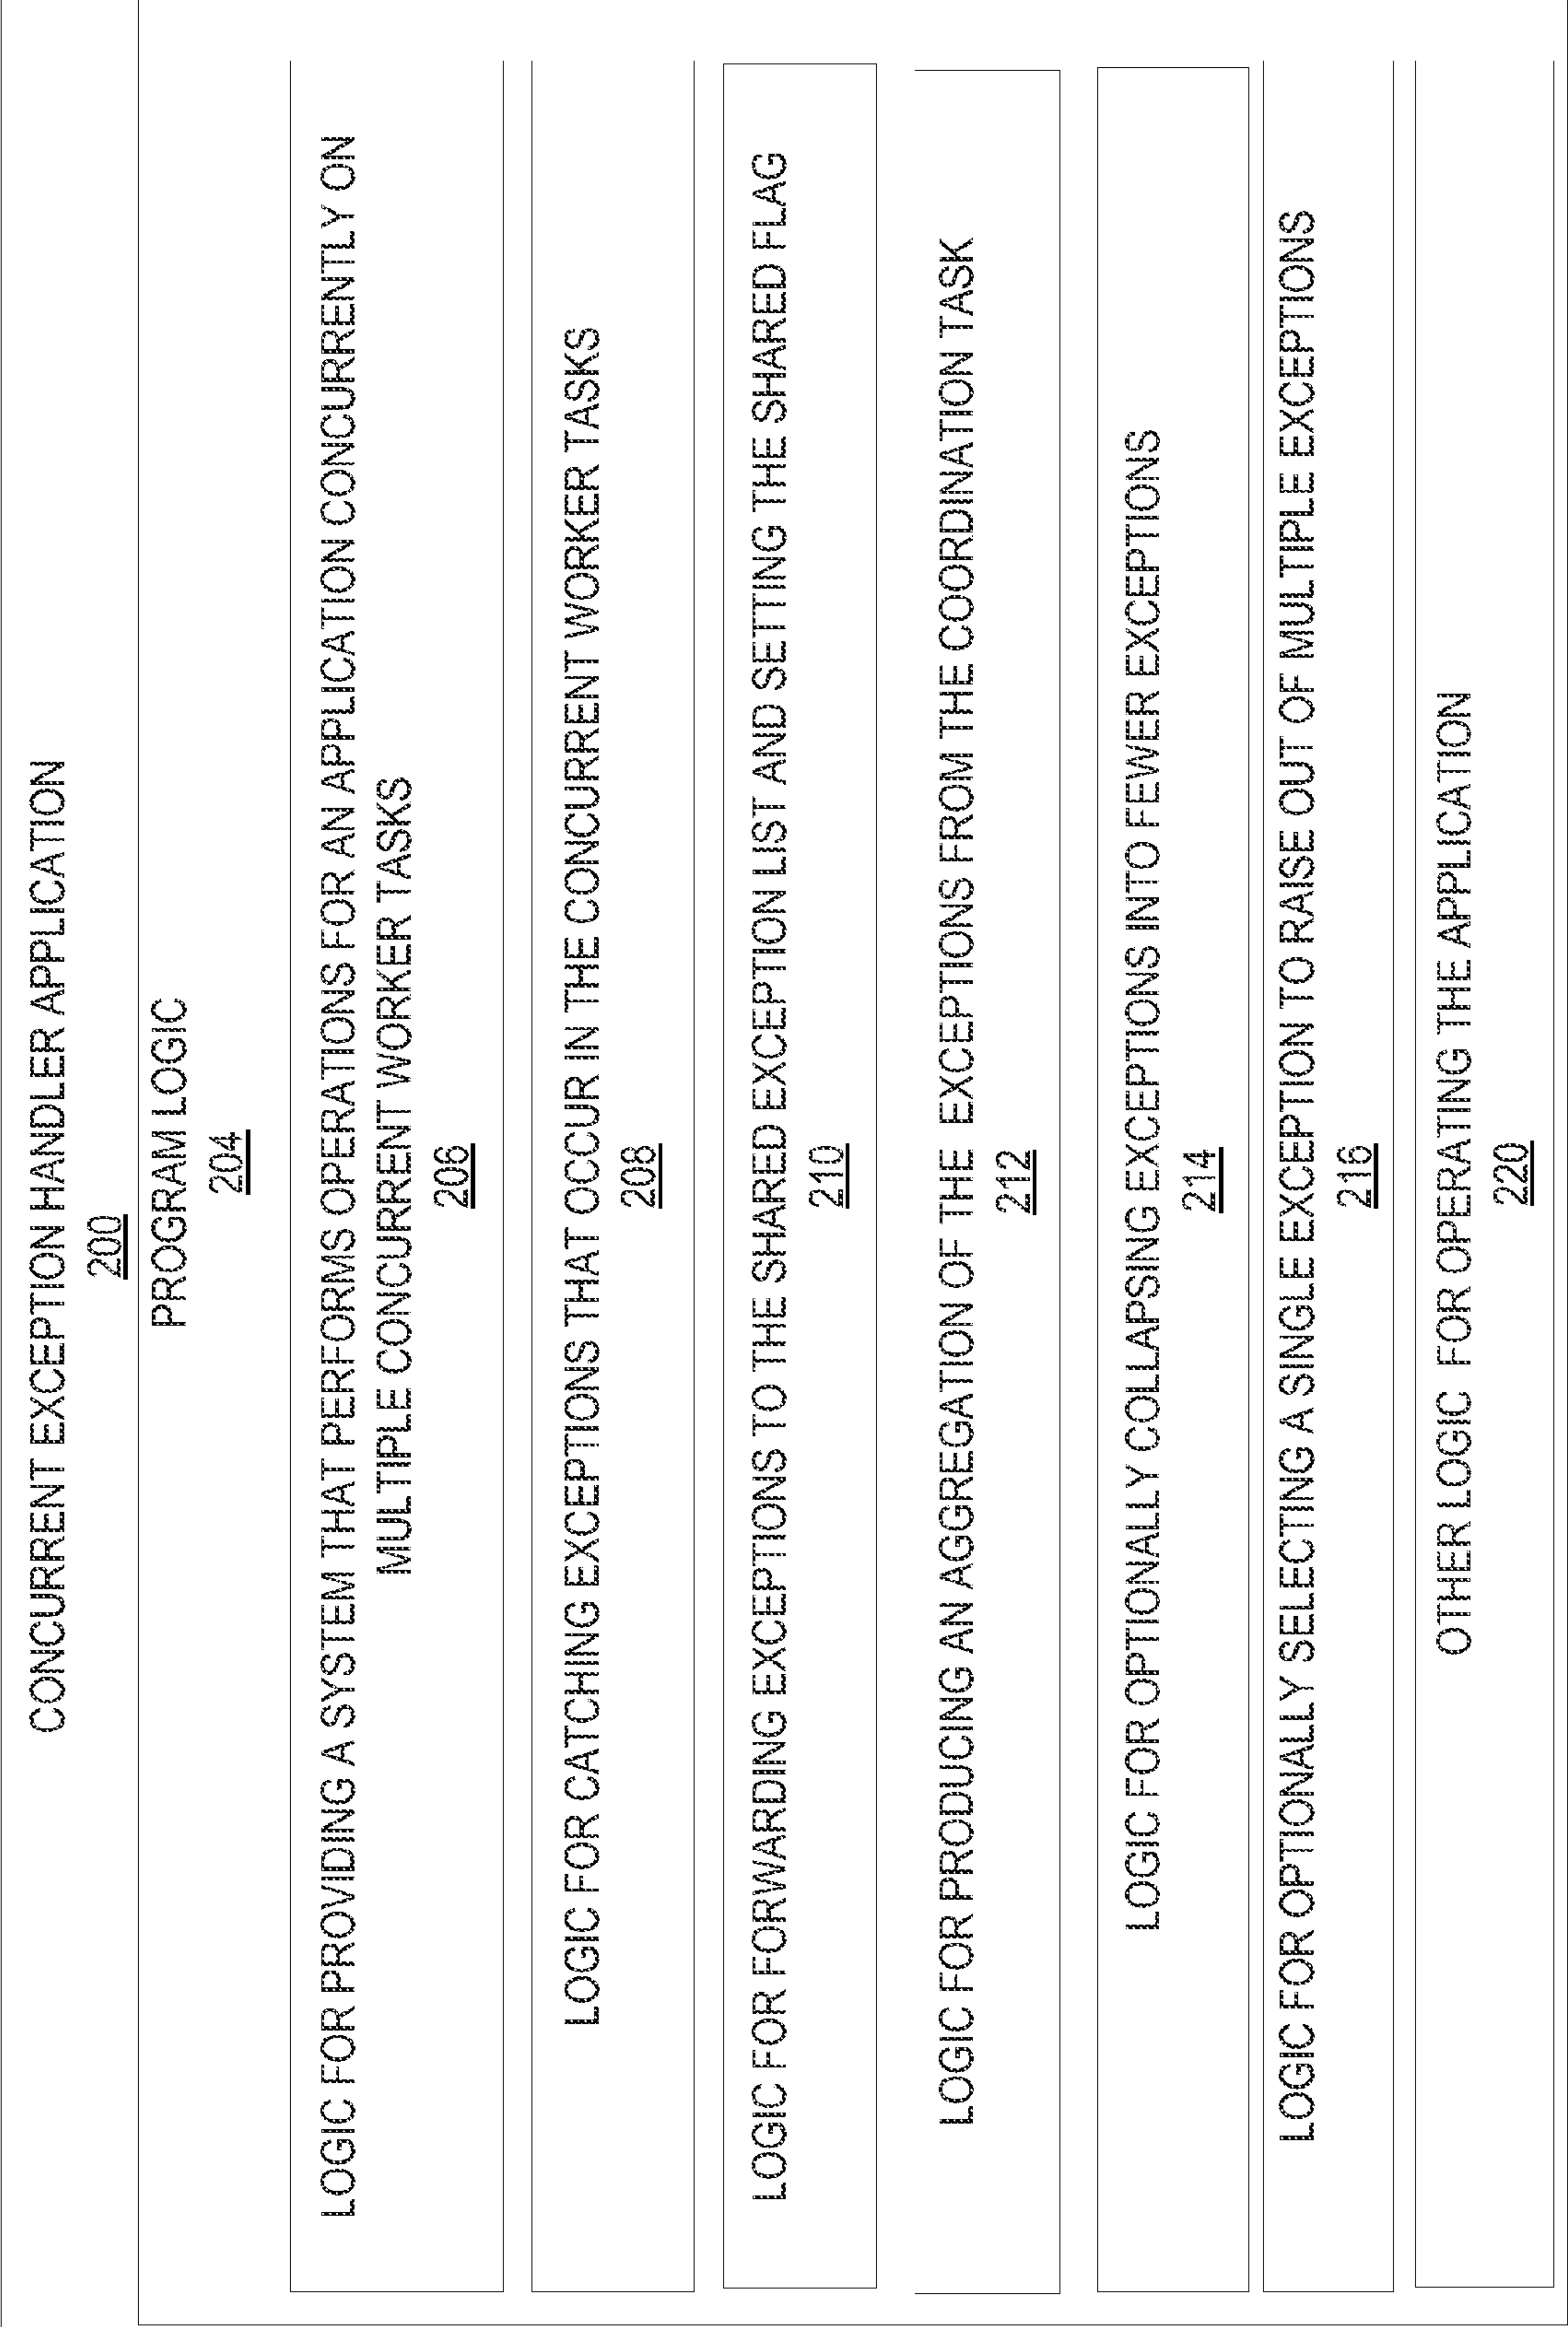 CONCURRENT EXCEPTION HANDLER APPLICATION
200
PROGRAM LOGIC
204
LOGIC FOR PROVIDING A SYSTEM THAT PERFORMS OPERATIONS FOR AN APPLICATION CONCURRENTLY ON
MULTIPLE CONCURRENT WORKER TASKS
206
LOGIC FOR CATCHING EXCEPTIONS THAT OCCUR IN THE CONCURRENT WORKER TASKS
208
LOGIC FOR FORWARDING EXCEPTIONS TO THE SHARED EXCEPTION LIST AND SETTING THE SHARED FLAG
210
LOGIC FOR PRODUCING AN AGGREGATION OF THE EXCEPTIONS FROM THE COORDINATION TASK
212
LOGIC FOR OPTIONALLY COLLAPSING EXCEPTIONS INTO FEWER EXCEPTIONS
214
LOGIC FOR OPTIONALLY SELECTING A SINGLE EXCEPTION TO RAISE OUT OF MULTIPLE EXCEPTIONS
216
OTHER LOGIC FOR OPERATING THE APPLICATION
220